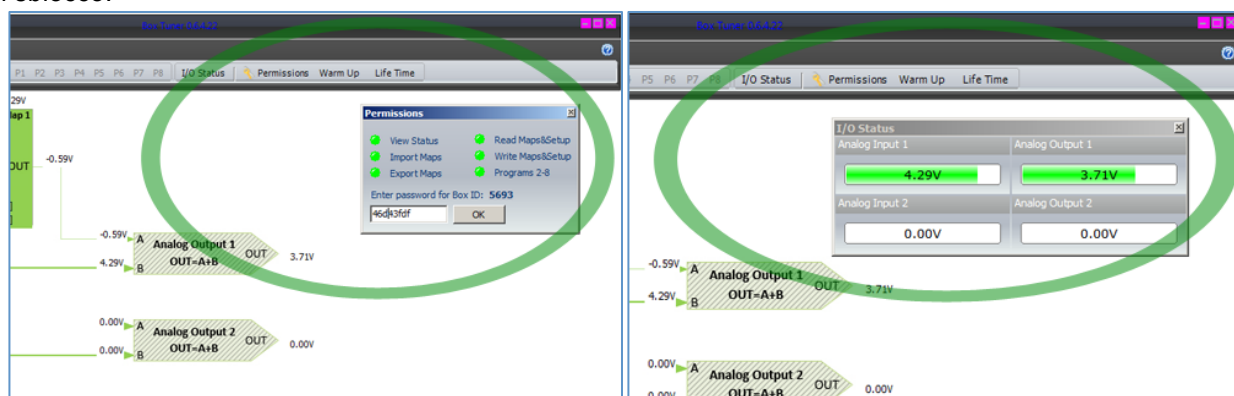 Box Tuner 0.6.4.22
P1 P2 P3 P4 P5 P6 P7 P8 I/O Status Permissions Warm Up Life Time
29V
Map 1
OUT
-0.59V
Permissions
View Status Read Maps&Setup
Import Maps Write Maps&Setup
Export Maps Programs 2-8
Enter password for Box ID: 5693
46d43fdf OK
-0.59V A Analog Output 1 OUT 3.71V
4.29V B OUT=A+B
0.00V A Analog Output 2 OUT 0.00V
0.00V B OUT=A+B
Box Tuner 0.6.4.22
P5 P6 P7 P8 I/O Status Permissions Warm Up Life Time
I/O Status
Analog Input 1 Analog Output 1
4.29V 3.71V
Analog Input 2 Analog Output 2
0.00V 0.00V
-0.59V A Analog Output 1 OUT 3.71V
4.29V B OUT=A+B
0.00V A Analog Output 2 OUT 0.00V
0.00V OUT=A+B